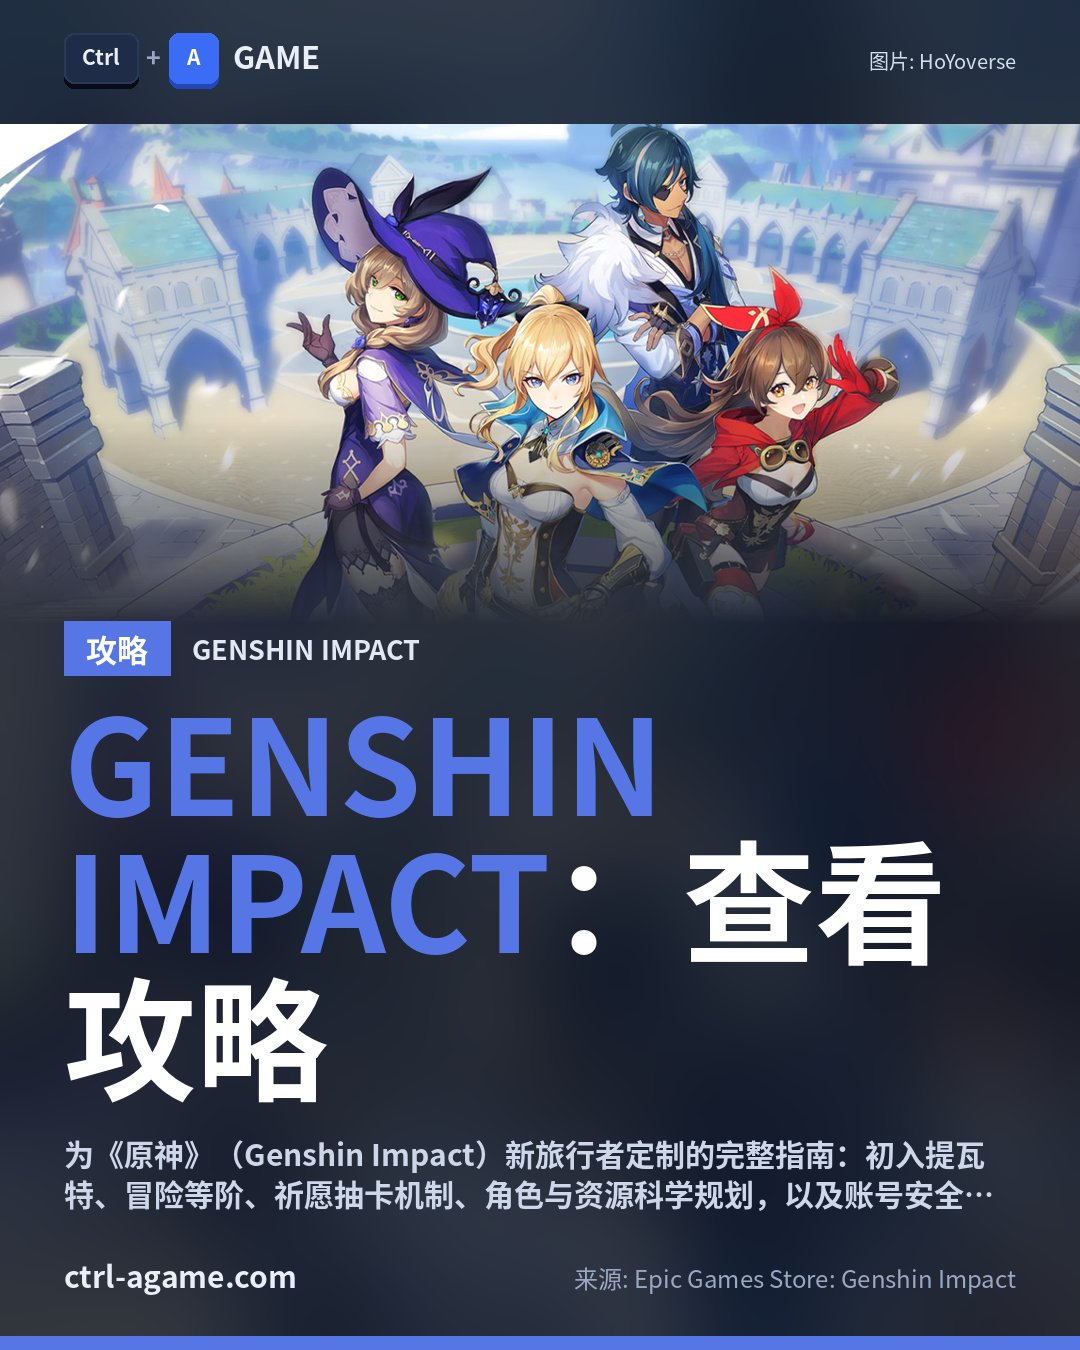 Ctrl + A GAME
图片: HoYoverse
攻略 GENSHIN IMPACT
GENSHIN
IMPACT：查看
攻略
为《原神》（Genshin Impact）新旅行者定制的完整指南：初入提瓦
特、冒险等阶、祈愿抽卡机制、角色与资源科学规划，以及账号安全…
ctrl-agame.com
来源: Epic Games Store: Genshin Impact